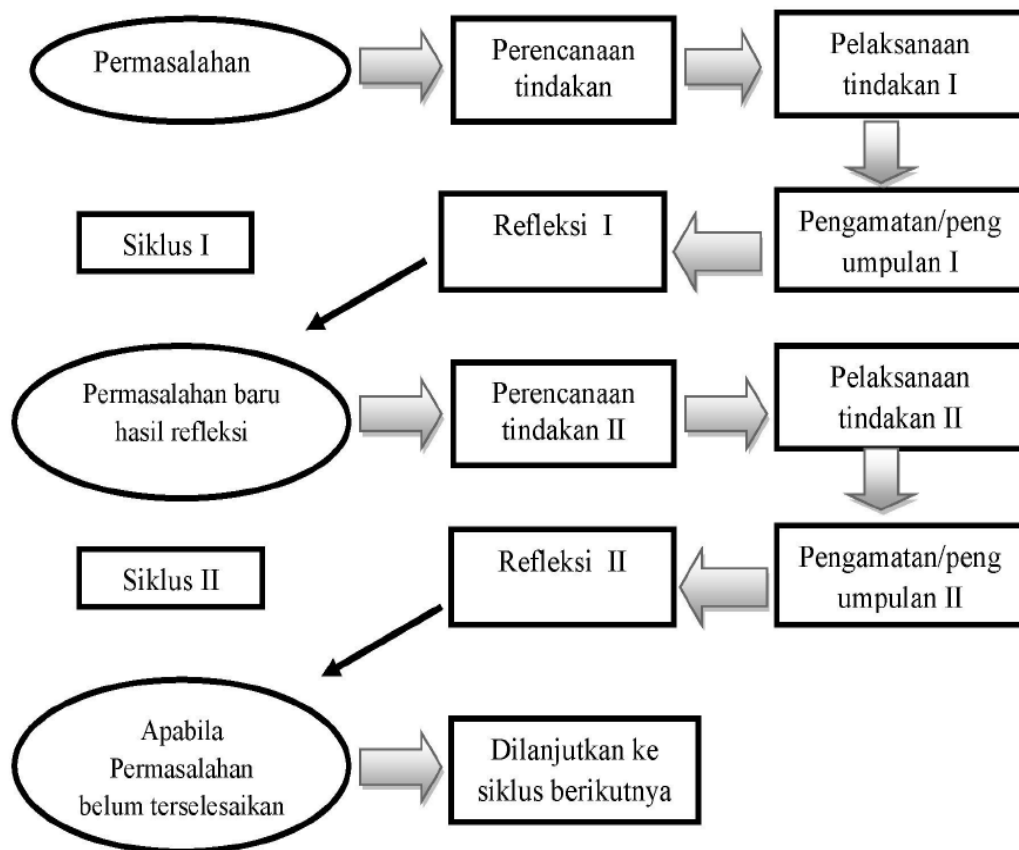 Permasalahan
Perencanaan
tindakan
Pelaksanaan
tindakan I
Siklus I
Refleksi I
Pengamatan/peng
umpulan I
Permasalahan baru
hasil refleksi
Perencanaan
tindakan II
Pelaksanaan
tindakan II
Siklus II
Refleksi II
Pengamatan/peng
umpulan II
Apabila
Permasalahan
belum terselesaikan
Dilanjutkan ke
siklus berikutnya